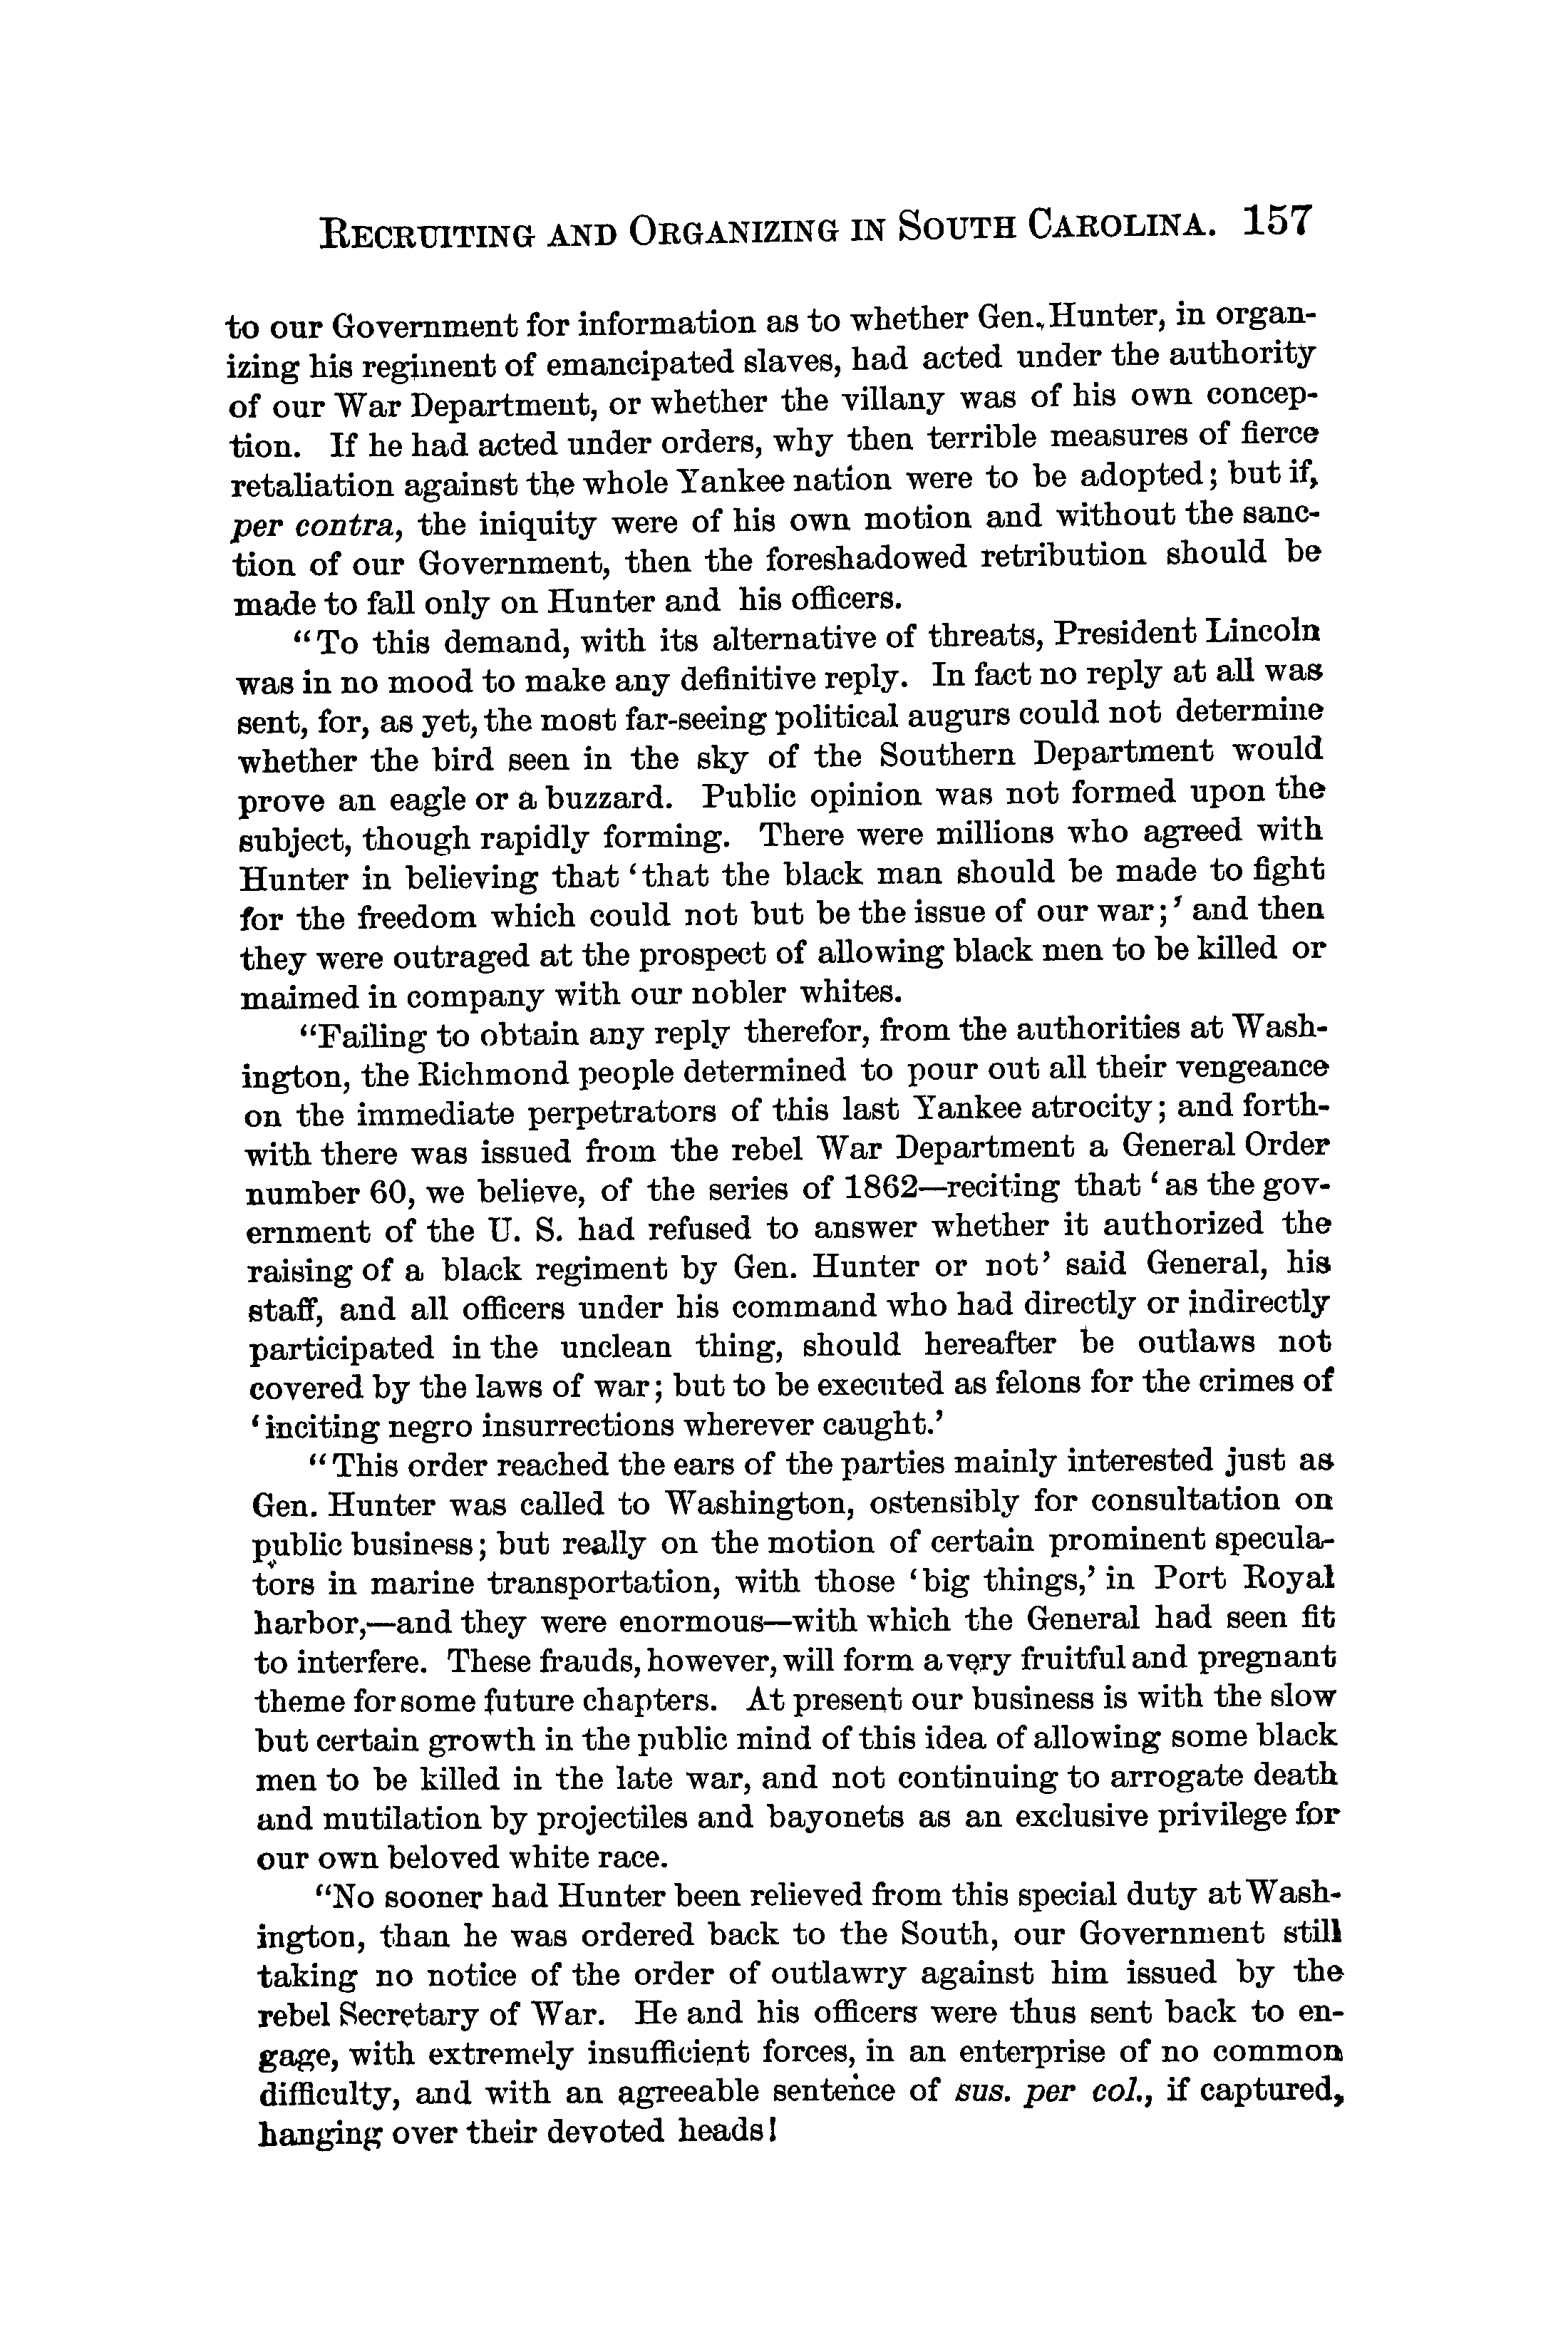 RECRUITING AND ORGANIZING IN SOUTH CAROLINA. 157
to our Government for information as to whether Gen. Hunter, in organ-
izing his regiment of emancipated slaves, had acted under the authority
of our War Department, or whether the villany was of his own concep-
tion. If he had acted under orders, why then terrible measures of fierce
retaliation against the whole Yankee nation were to be adopted; but if,
per contra, the iniquity were of his own motion and without the sanc-
tion of our Government, then the foreshadowed retribution should be
made to fall only on Hunter and his officers.
"To this demand, with its alternative of threats, President Lincoln
was in no mood to make any definitive reply. In fact no reply at all was
sent, for, as yet, the most far-seeing political augurs could not determine
whether the bird seen in the sky of the Southern Department would
prove an eagle or a buzzard. Public opinion was not formed upon the
subject, though rapidly forming. There were millions who agreed with
Hunter in believing that 'that the black man should be made to fight
for the freedom which could not but be the issue of our war;' and then
they were outraged at the prospect of allowing black men to be killed or
maimed in company with our nobler whites.
"Failing to obtain any reply therefor, from the authorities at Wash-
ington, the Richmond people determined to pour out all their vengeance
on the immediate perpetrators of this last Yankee atrocity; and forth-
with there was issued from the rebel War Department a General Order
number 60, we believe, of the series of 1862—reciting that 'as the gov-
ernment of the U. S. had refused to answer whether it authorized the
raising of a black regiment by Gen. Hunter or not' said General, his
staff, and all officers under his command who had directly or indirectly
participated in the unclean thing, should hereafter be outlaws not
covered by the laws of war; but to be executed as felons for the crimes of
'inciting negro insurrections wherever caught.'
"This order reached the ears of the parties mainly interested just as
Gen. Hunter was called to Washington, ostensibly for consultation on
public business; but really on the motion of certain prominent specula-
tors in marine transportation, with those 'big things,' in Port Royal
harbor,—and they were enormous—with which the General had seen fit
to interfere. These frauds, however, will form a very fruitful and pregnant
theme for some future chapters. At present our business is with the slow
but certain growth in the public mind of this idea of allowing some black
men to be killed in the late war, and not continuing to arrogate death
and mutilation by projectiles and bayonets as an exclusive privilege for
our own beloved white race.
"No sooner had Hunter been relieved from this special duty at Wash-
ington, than he was ordered back to the South, our Government still
taking no notice of the order of outlawry against him issued by the
rebel Secretary of War. He and his officers were thus sent back to en-
gage, with extremely insufficient forces, in an enterprise of no common
difficulty, and with an agreeable sentence of sus. per col., if captured,
hanging over their devoted heads!